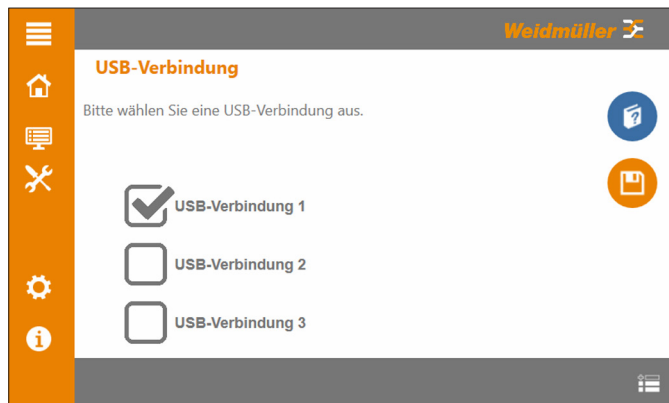 Weidmüller
USB-Verbindung
Bitte wählen Sie eine USB-Verbindung aus.
USB-Verbindung 1
USB-Verbindung 2
USB-Verbindung 3